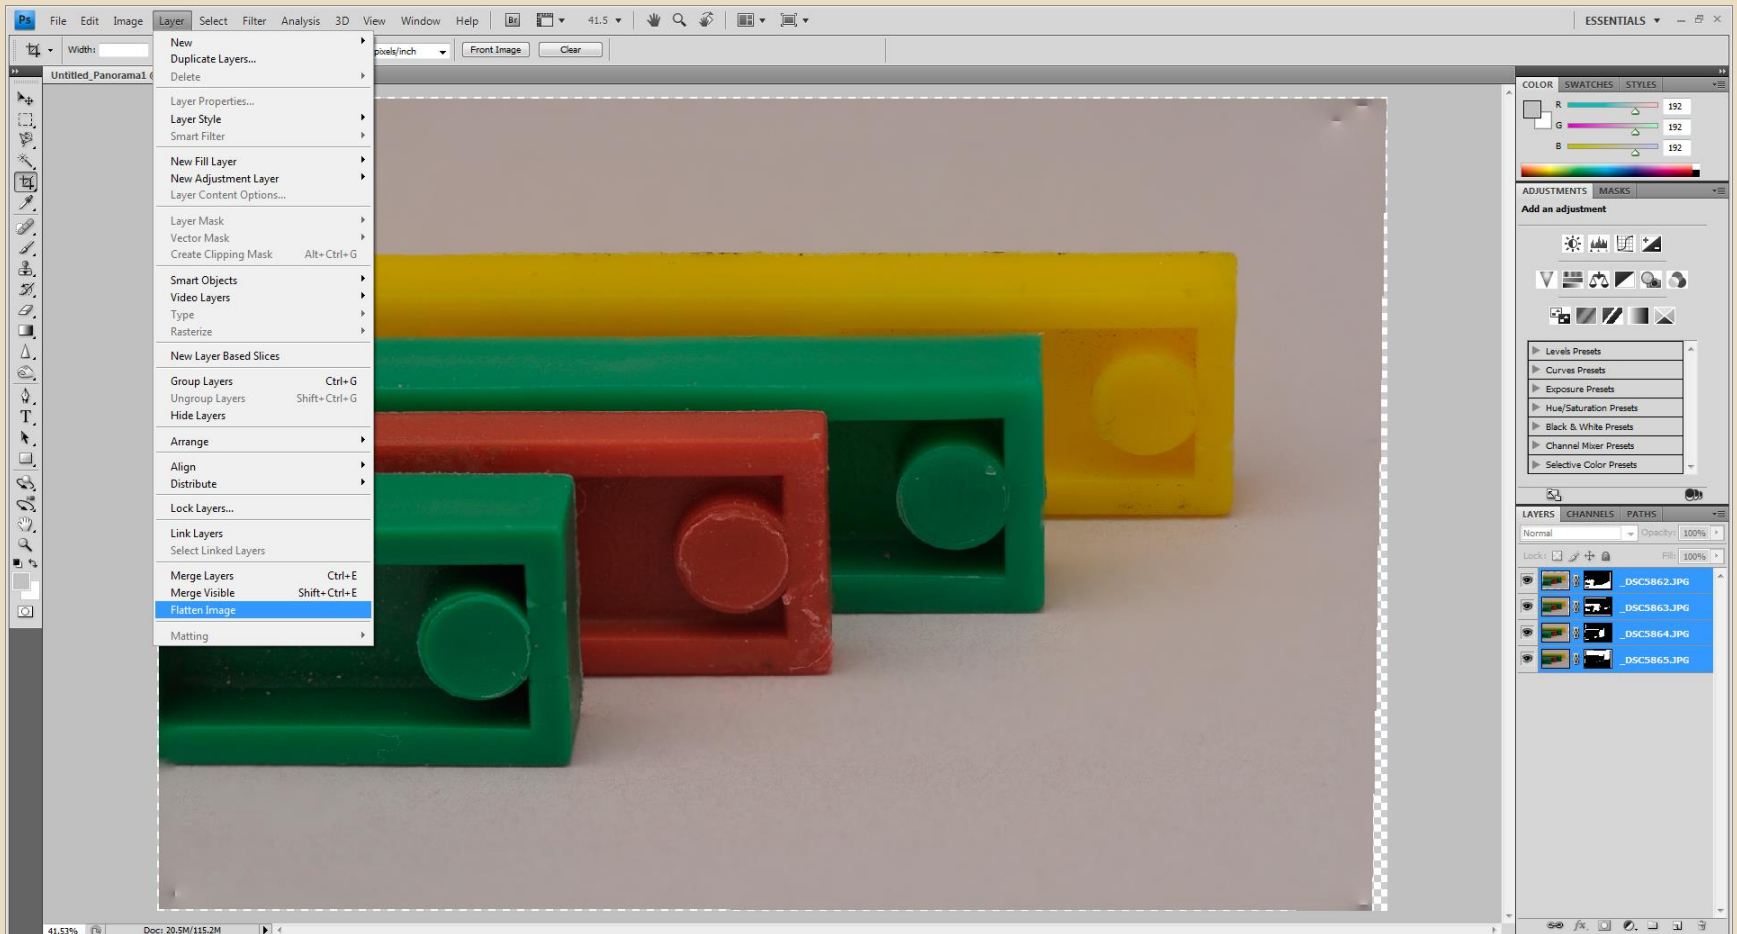 Ps File Edit Image Layer Select Filter Analysis 3D View Window Help Br 41.5 ESSENTIALS
Width: pixels/inch Front Image Clear
Untitled_Panorama1
New
Duplicate Layers...
Delete
Layer Properties...
Layer Style
Smart Filter
New Fill Layer
New Adjustment Layer
Layer Content Options...
Layer Mask
Vector Mask
Create Clipping Mask Alt+Ctrl+G
Smart Objects
Video Layers
Type
Rasterize
New Layer Based Slices
Group Layers Ctrl+G
Ungroup Layers Shift+Ctrl+G
Hide Layers
Arrange
Align
Distribute
Lock Layers...
Link Layers
Select Linked Layers
Merge Layers Ctrl+E
Merge Visible Shift+Ctrl+E
Flatten Image
Matting
COLOR SWATCHES STYLES
R 192
G 192
B 192
ADJUSTMENTS MASKS
Add an adjustment
Levels Presets
Curves Presets
Exposure Presets
Hue/Saturation Presets
Black & White Presets
Channel Mixer Presets
Selective Color Presets
LAYERS CHANNELS PATHS
Normal Opacity: 100%
Lock: Fill: 100%
_DSC5862.JPG
_DSC5863.JPG
_DSC5864.JPG
_DSC5865.JPG
41.53% Doc: 20.5M/115.2M